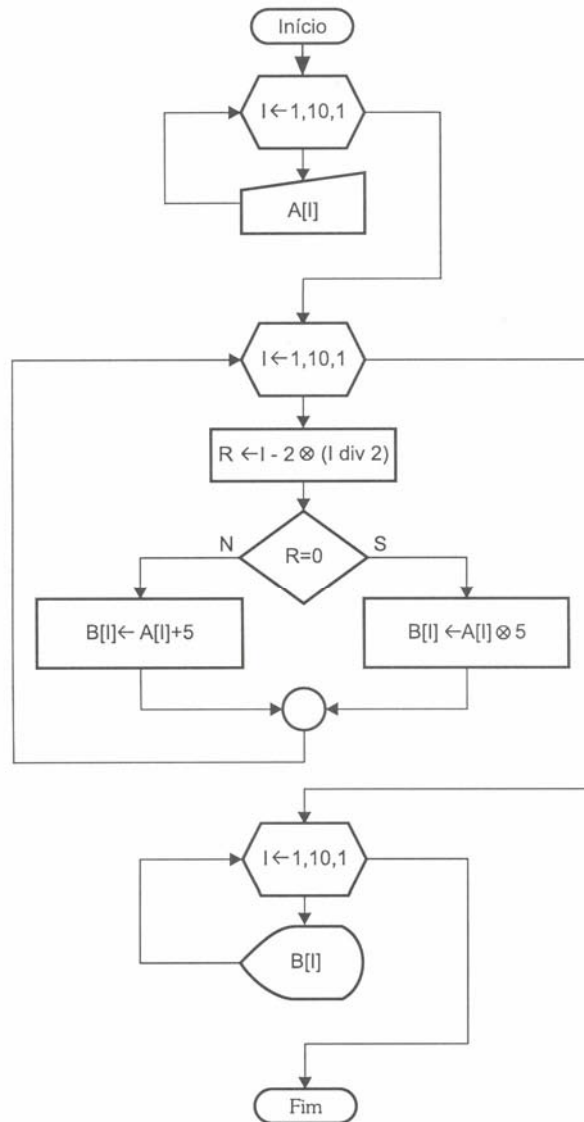 Início
I ← 1,10,1
A[I]
I ← 1,10,1
R ← I - 2 ⊗ (I div 2)
N
R=0
S
B[I] ← A[I]+5
B[I] ← A[I] ⊗ 5
I ← 1,10,1
B[I]
Fim